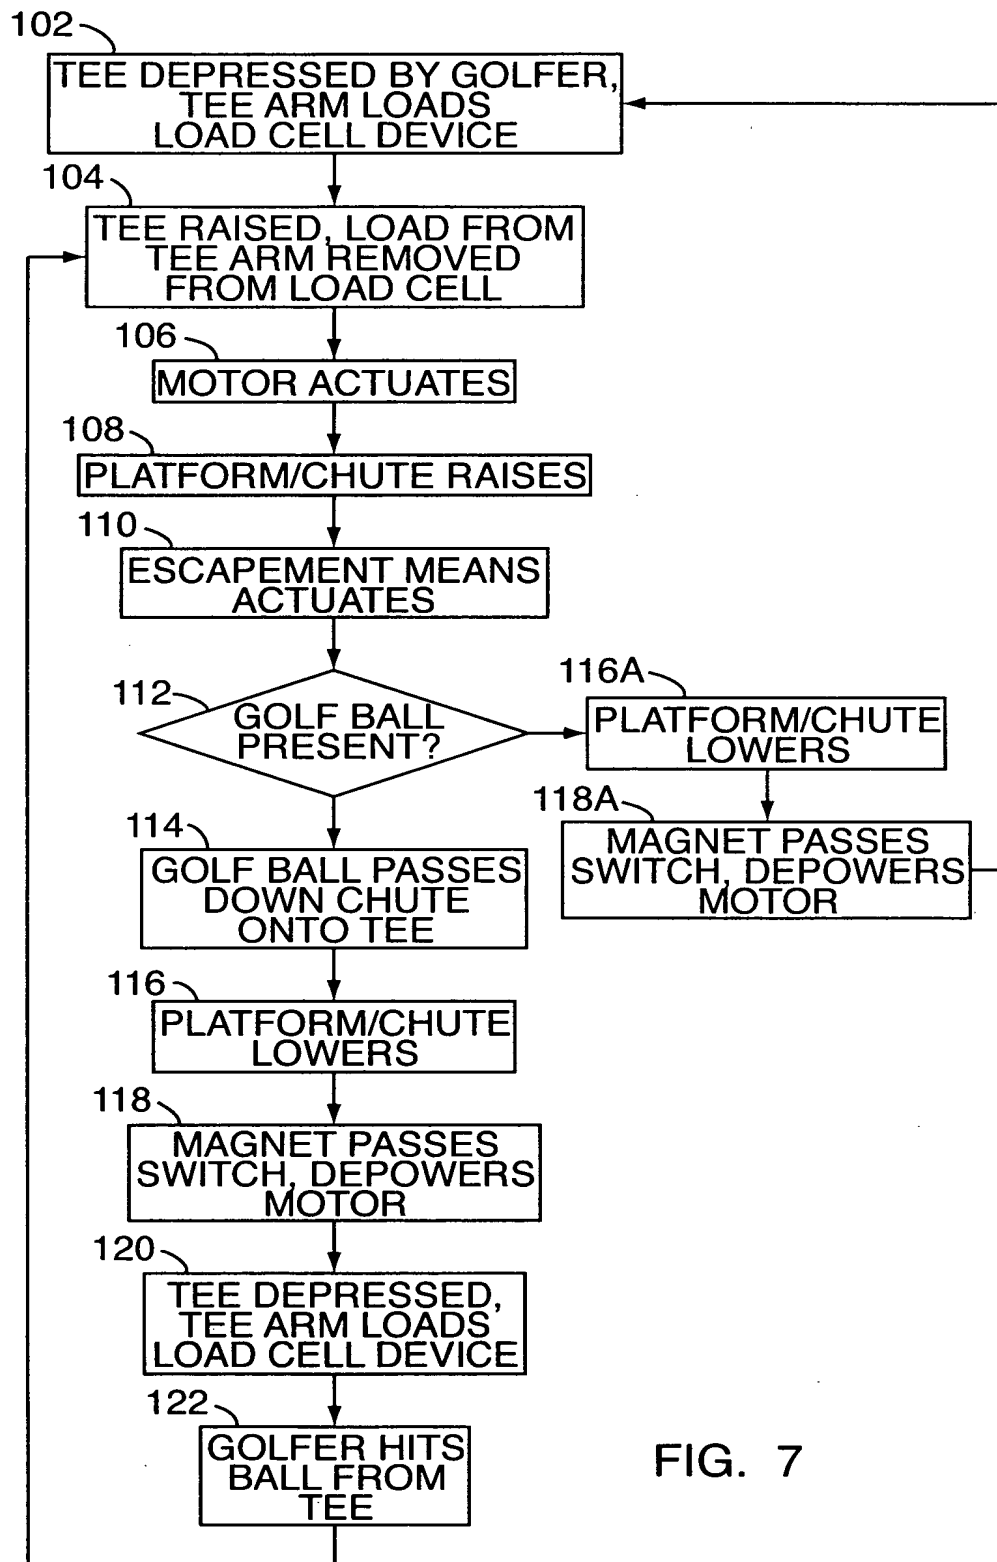 102
TEE DEPRESSED BY GOLFER,
TEE ARM LOADS
LOAD CELL DEVICE
104
TEE RAISED, LOAD FROM
TEE ARM REMOVED
FROM LOAD CELL
106
MOTOR ACTUATES
108
PLATFORM/CHUTE RAISES
110
ESCAPEMENT MEANS
ACTUATES
112
GOLF BALL
PRESENT?
116A
PLATFORM/CHUTE
LOWERS
118A
MAGNET PASSES
SWITCH, DEPOWERS
MOTOR
114
GOLF BALL PASSES
DOWN CHUTE
ONTO TEE
116
PLATFORM/CHUTE
LOWERS
118
MAGNET PASSES
SWITCH, DEPOWERS
MOTOR
120
TEE DEPRESSED,
TEE ARM LOADS
LOAD CELL DEVICE
122
GOLFER HITS
BALL FROM
TEE
FIG. 7